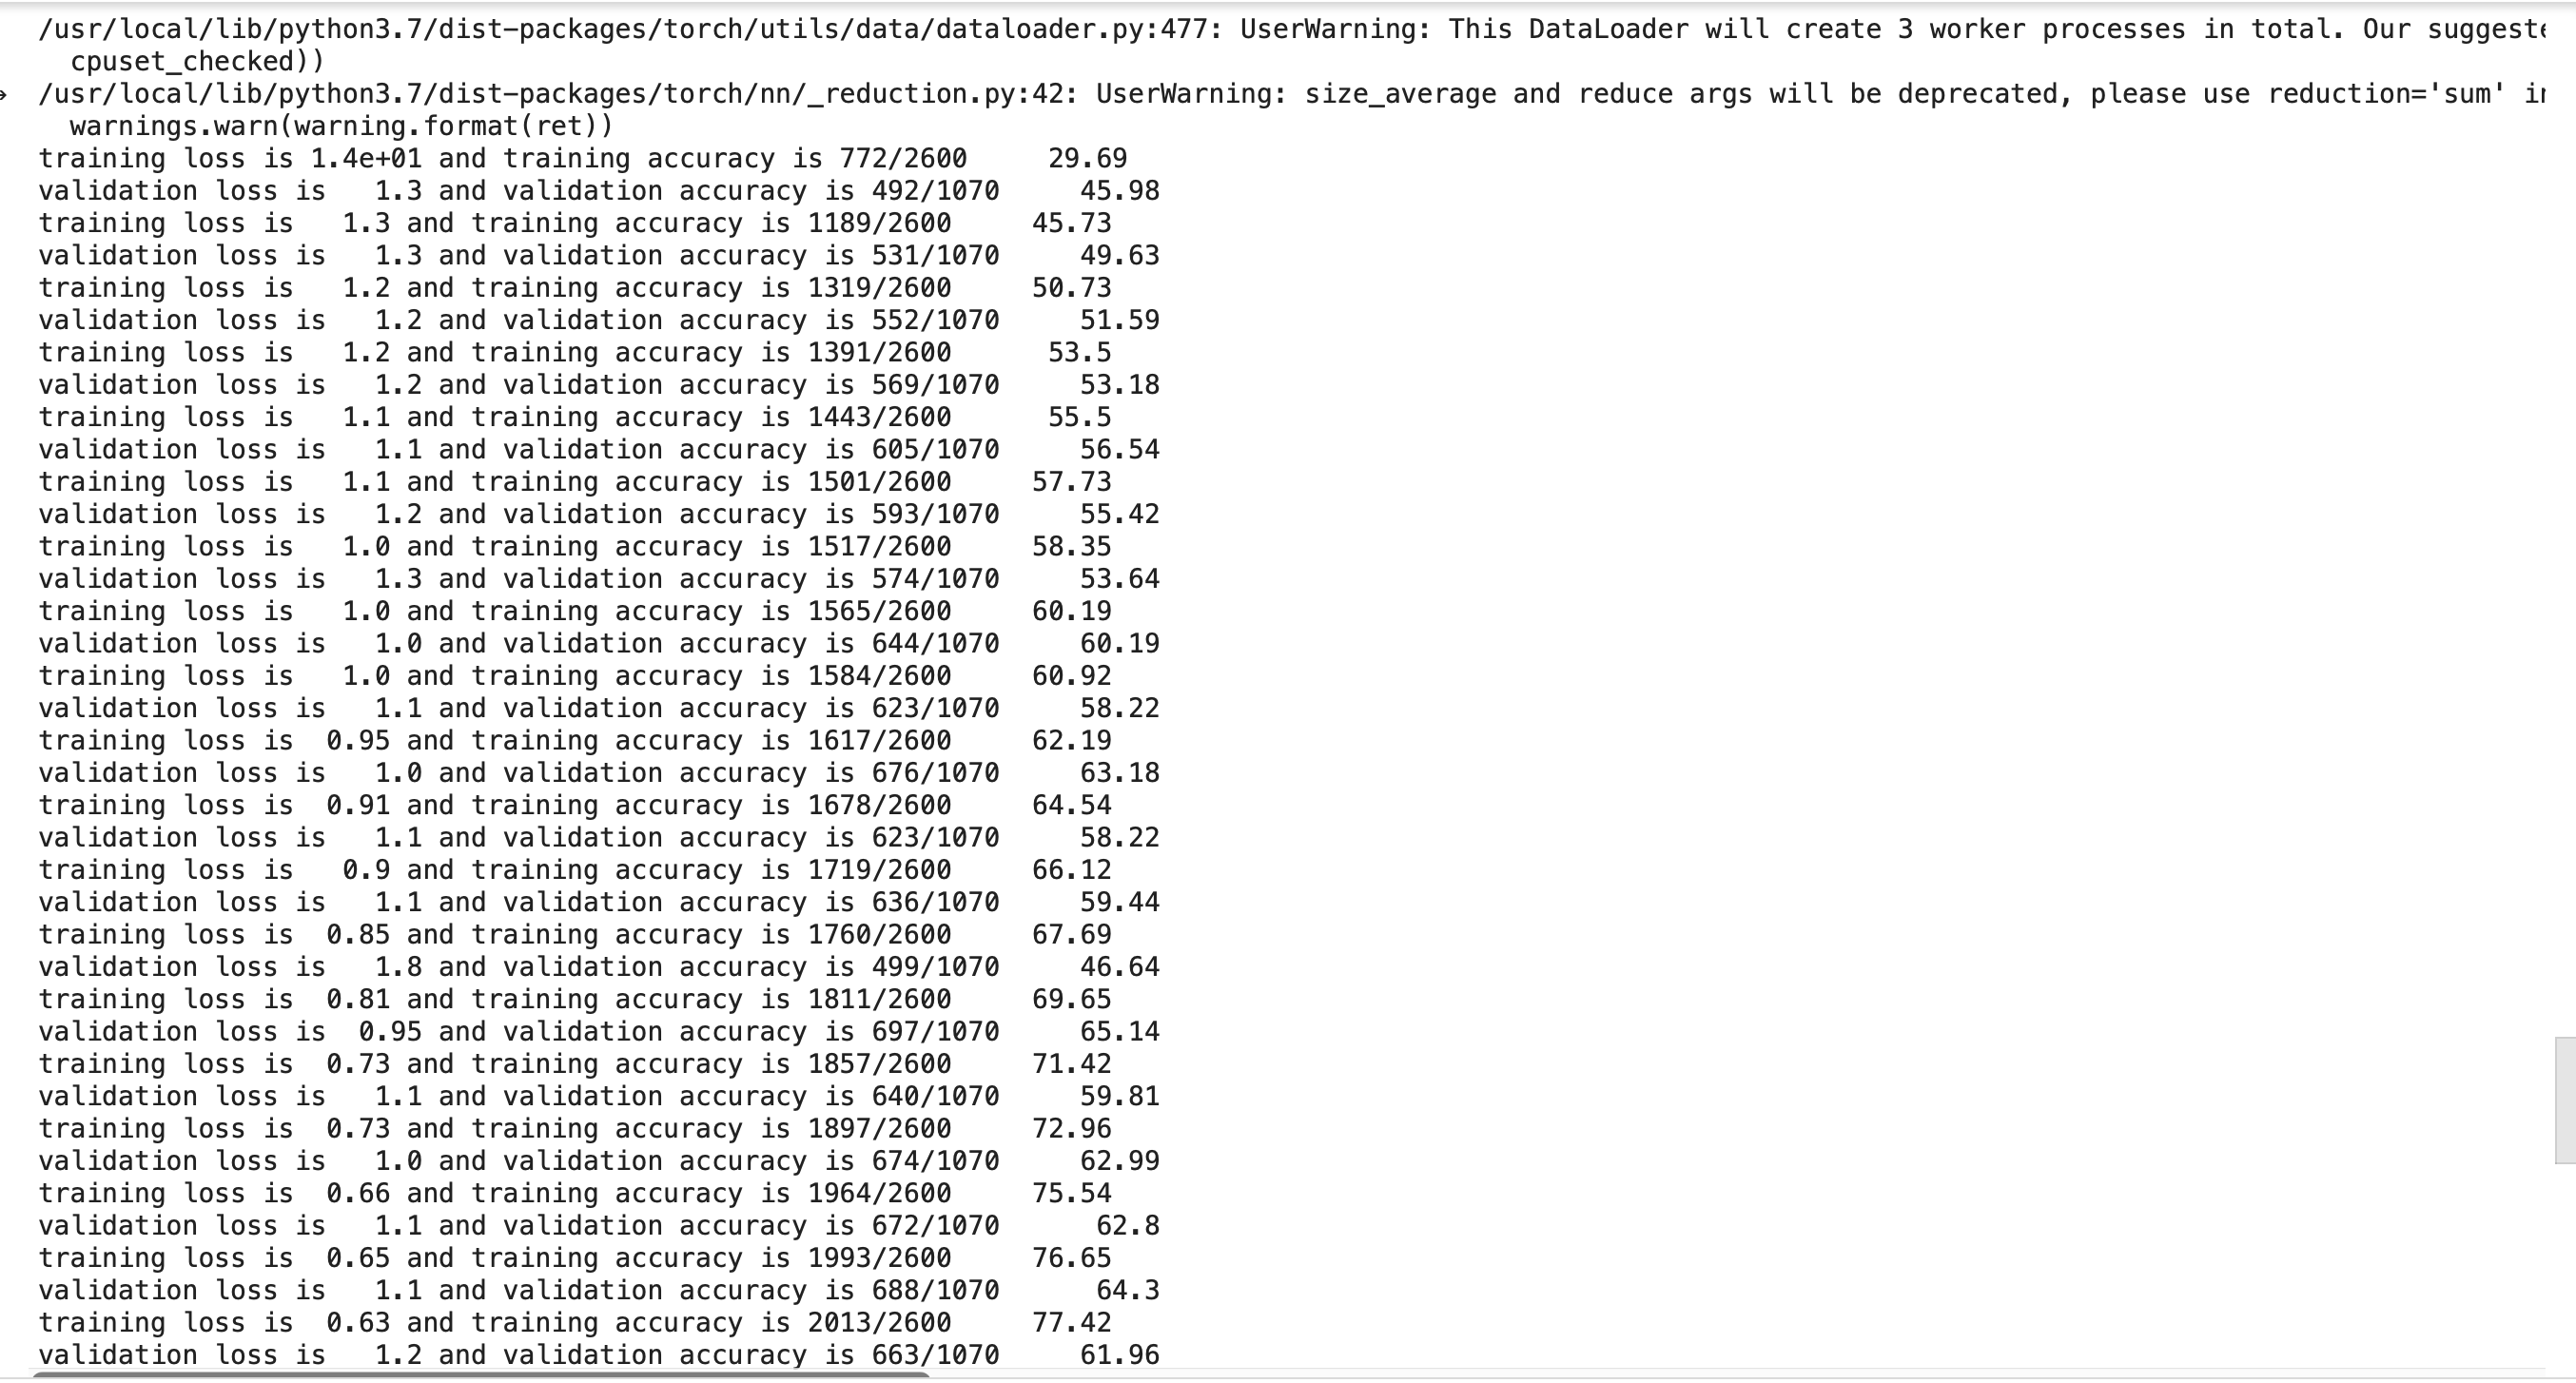 /usr/local/lib/python3.7/dist-packages/torch/utils/data/dataloader.py:477: UserWarning: This DataLoader will create 3 worker processes in total. Our
cpuset_checked))
/usr/local/lib/python3.7/dist-packages/torch/nn/_reduction.py:42: UserWarning: size_average and reduce args will be deprecated, please use reduction='sum'
warnings.warn(warning.format(ret))
training loss is 1.4e+01 and training accuracy is 772/2600 29.69
validation loss is 1.3 and validation accuracy is 492/1070 45.98
training loss is 1.3 and training accuracy is 1189/2600 45.73
validation loss is 1.3 and validation accuracy is 531/1070 49.63
training loss is 1.2 and training accuracy is 1319/2600 50.73
validation loss is 1.2 and validation accuracy is 552/1070 51.59
training loss is 1.2 and training accuracy is 1391/2600 53.5
validation loss is 1.2 and validation accuracy is 569/1070 53.18
training loss is 1.1 and training accuracy is 1443/2600 55.5
validation loss is 1.1 and validation accuracy is 605/1070 56.54
training loss is 1.1 and training accuracy is 1501/2600 57.73
validation loss is 1.2 and validation accuracy is 593/1070 55.42
training loss is 1.0 and training accuracy is 1517/2600 58.35
validation loss is 1.3 and validation accuracy is 574/1070 53.64
training loss is 1.0 and training accuracy is 1565/2600 60.19
validation loss is 1.0 and validation accuracy is 644/1070 60.19
training loss is 1.0 and training accuracy is 1584/2600 60.92
validation loss is 1.1 and validation accuracy is 623/1070 58.22
training loss is 0.95 and training accuracy is 1617/2600 62.19
validation loss is 1.0 and validation accuracy is 676/1070 63.18
training loss is 0.91 and training accuracy is 1678/2600 64.54
validation loss is 1.1 and validation accuracy is 623/1070 58.22
training loss is 0.9 and training accuracy is 1719/2600 66.12
validation loss is 1.1 and validation accuracy is 636/1070 59.44
training loss is 0.85 and training accuracy is 1760/2600 67.69
validation loss is 1.8 and validation accuracy is 499/1070 46.64
training loss is 0.81 and training accuracy is 1811/2600 69.65
validation loss is 0.95 and validation accuracy is 697/1070 65.14
training loss is 0.73 and training accuracy is 1857/2600 71.42
validation loss is 1.1 and validation accuracy is 640/1070 59.81
training loss is 0.73 and training accuracy is 1897/2600 72.96
validation loss is 1.0 and validation accuracy is 674/1070 62.99
training loss is 0.66 and training accuracy is 1964/2600 75.54
validation loss is 1.1 and validation accuracy is 672/1070 62.8
training loss is 0.65 and training accuracy is 1993/2600 76.65
validation loss is 1.1 and validation accuracy is 688/1070 64.3
training loss is 0.63 and training accuracy is 2013/2600 77.42
validation loss is 1.2 and validation accuracy is 663/1070 61.96